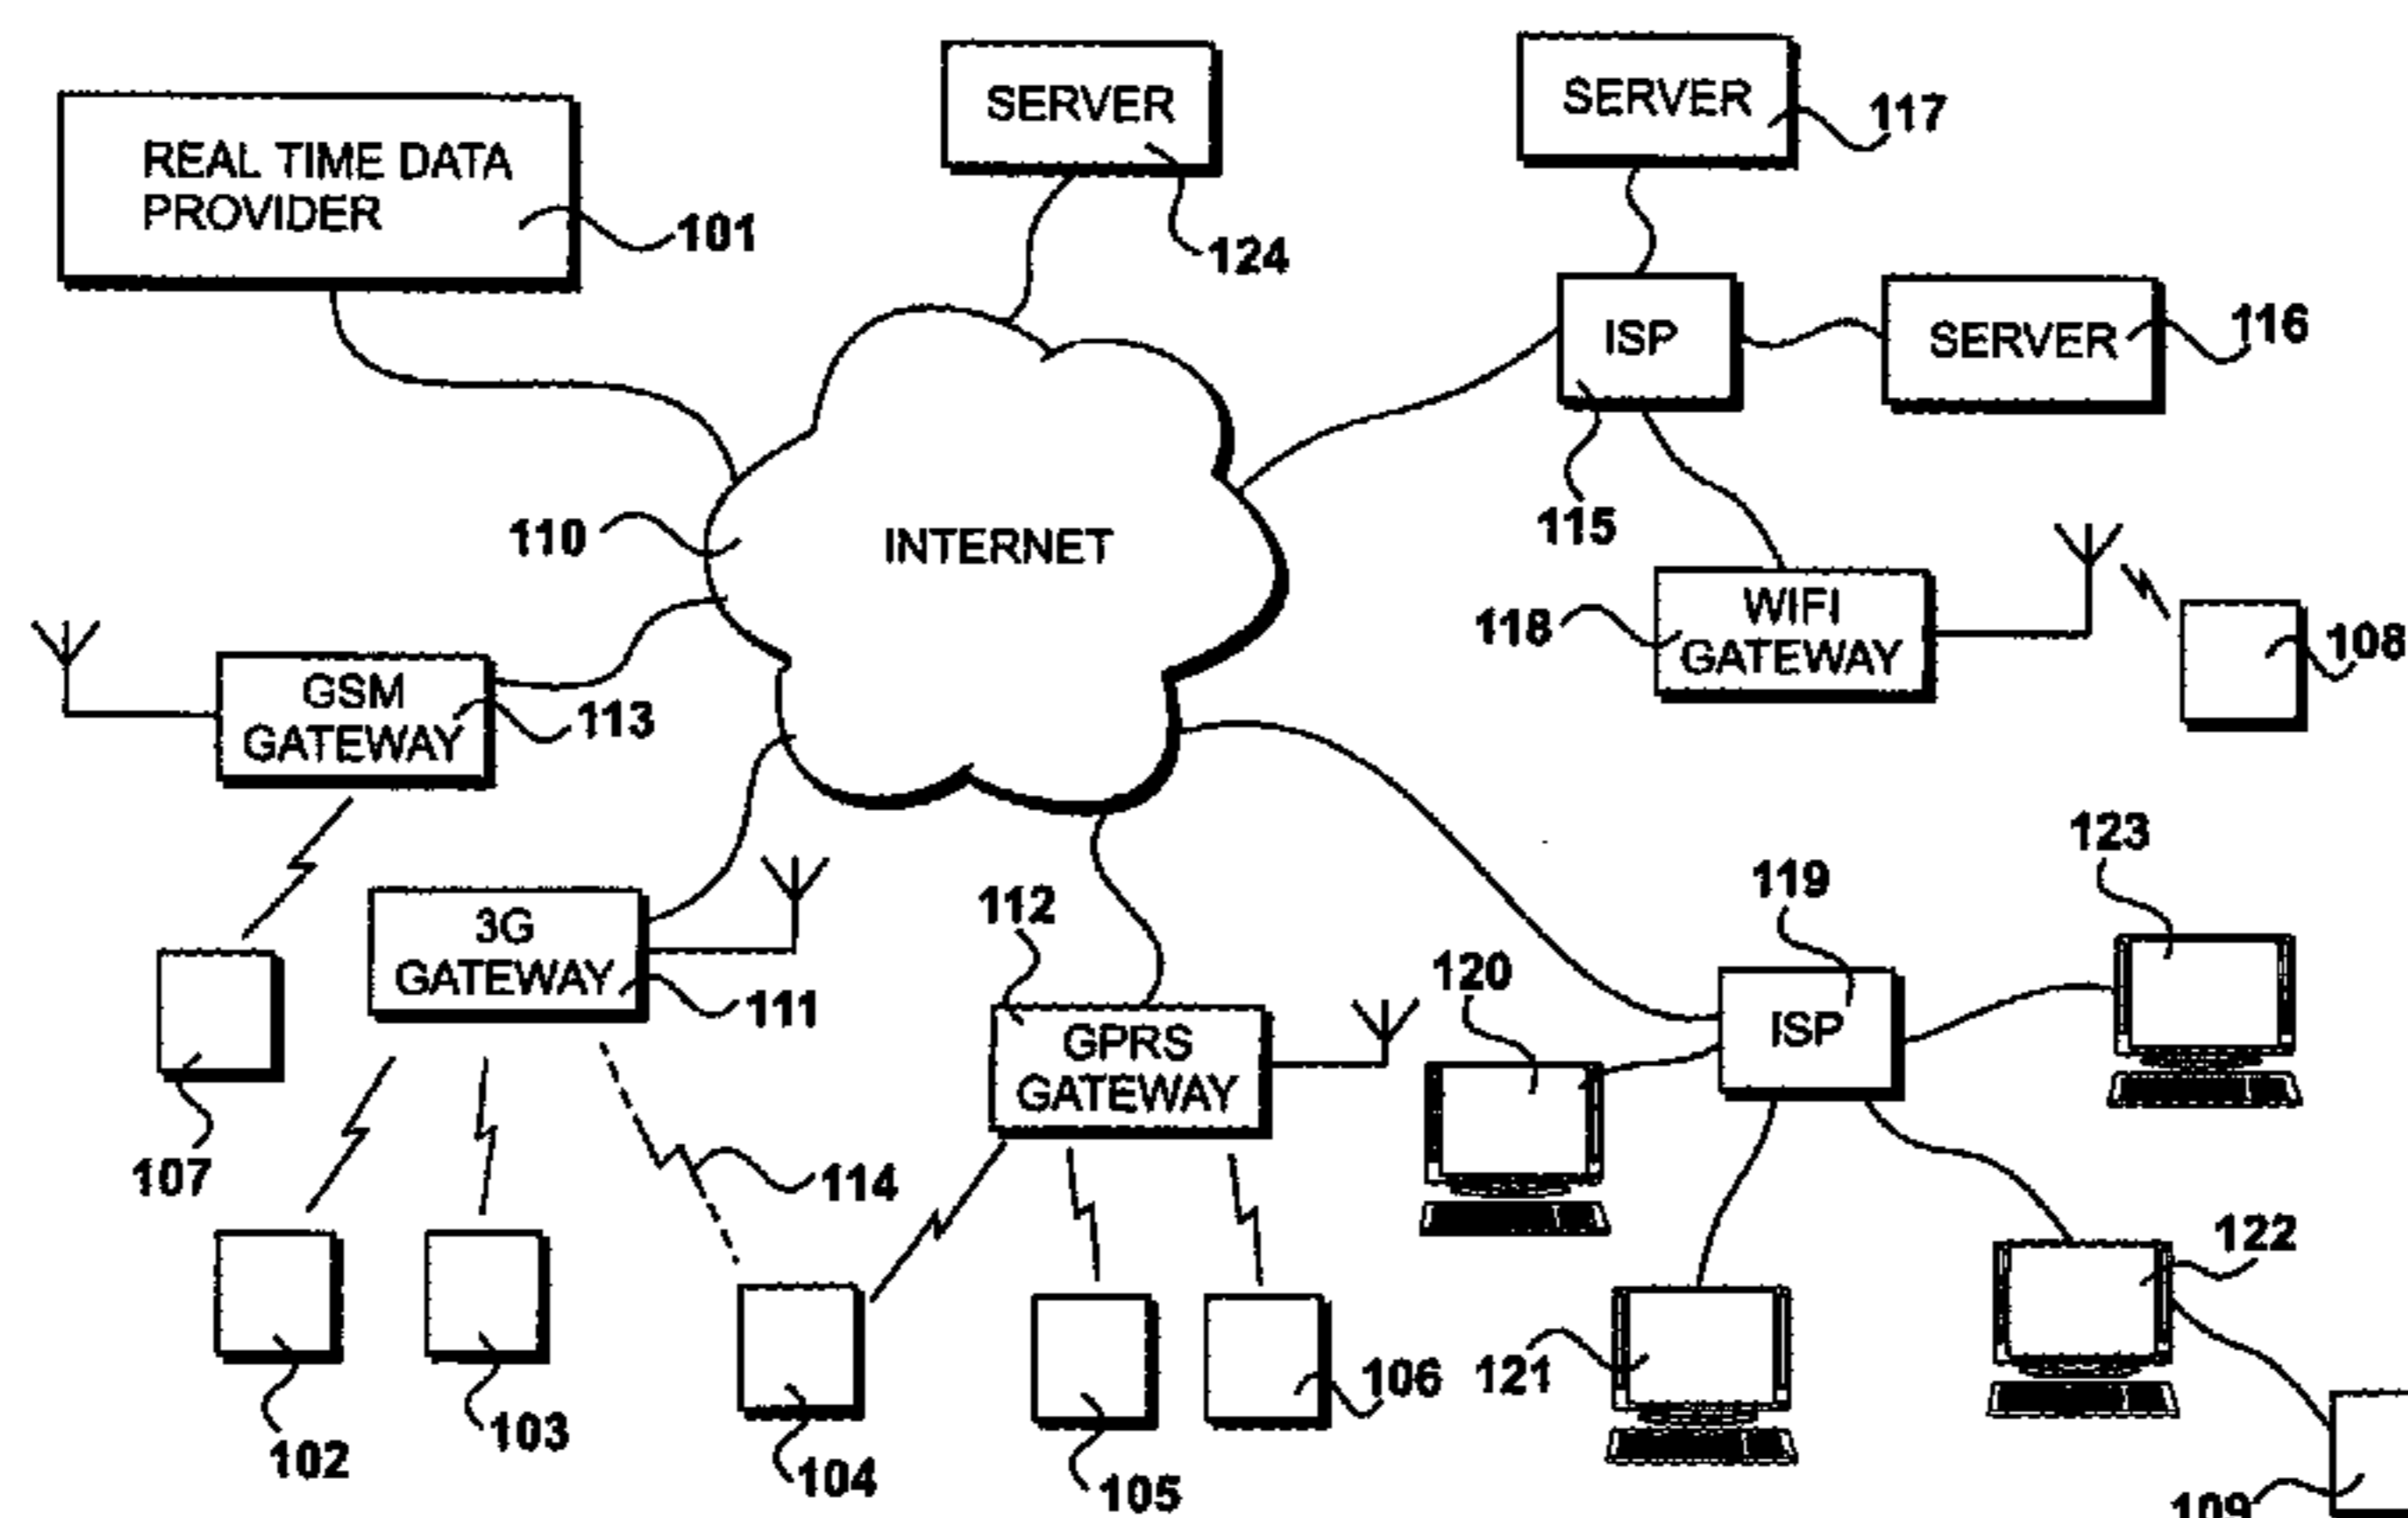 REAL TIME DATA
PROVIDER
101
SERVER
124
SERVER
117
ISP
115
SERVER
116
110
INTERNET
118
WIFI
GATEWAY
108
GSM
GATEWAY
113
107
3G
GATEWAY
111
112
GPRS
GATEWAY
114
119
ISP
120
123
121
122
102
103
104
105
106
109